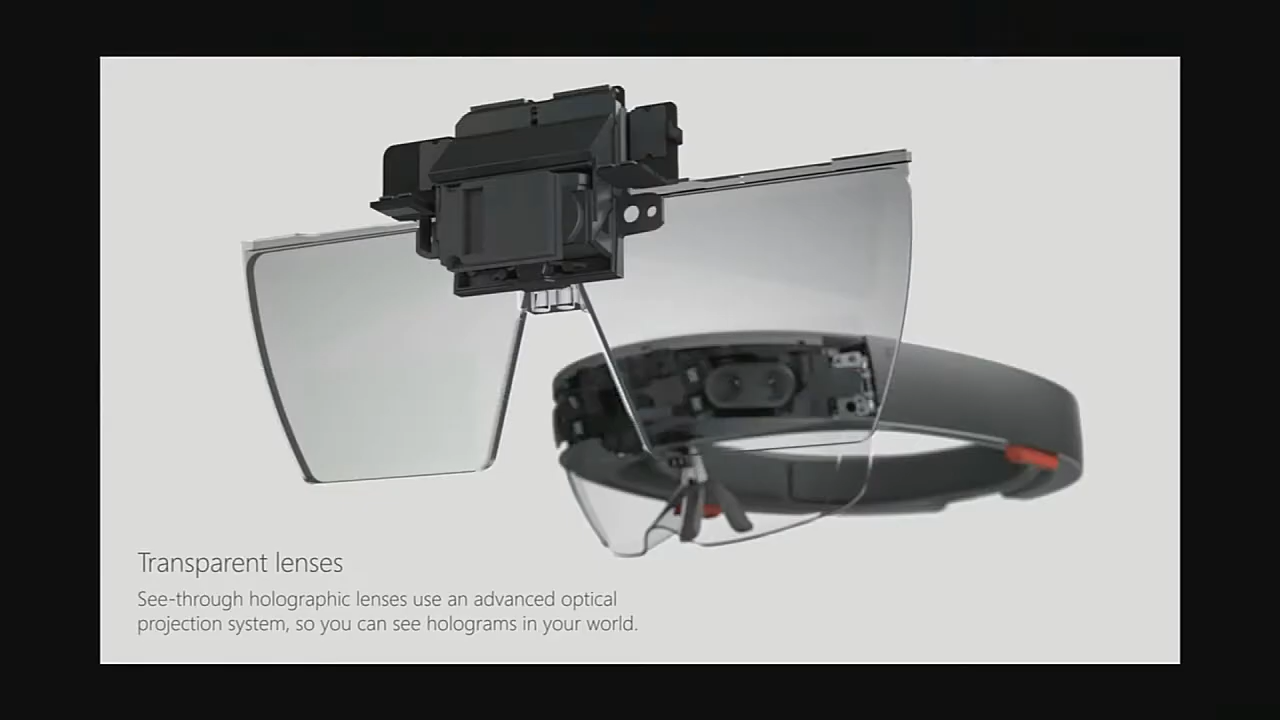 Transparent lenses
See-through holographic lenses use an advanced optical
projection system, so you can see holograms in your world.